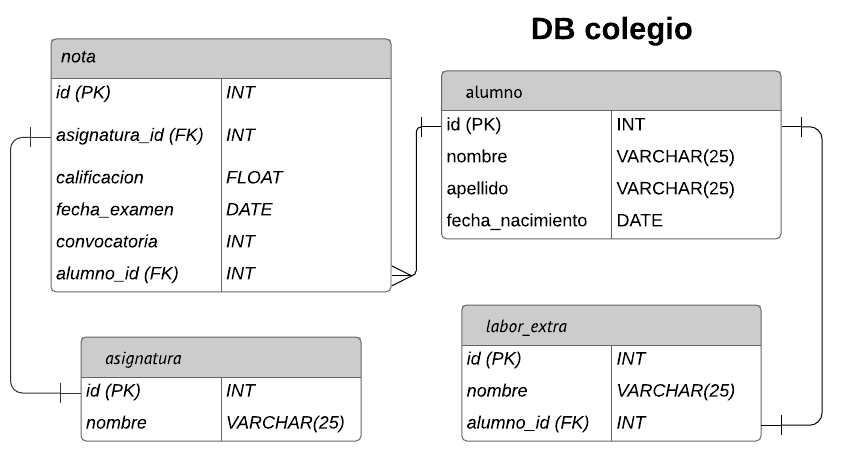 DB colegio
nota
id (PK) INT
asignatura_id (FK) INT
calificacion FLOAT
fecha_examen DATE
convocatoria INT
alumno_id (FK) INT
alumno
id (PK) INT
nombre VARCHAR(25)
apellido VARCHAR(25)
fecha_nacimiento DATE
asignatura
id (PK) INT
nombre VARCHAR(25)
labor_extra
id (PK) INT
nombre VARCHAR(25)
alumno_id (FK) INT